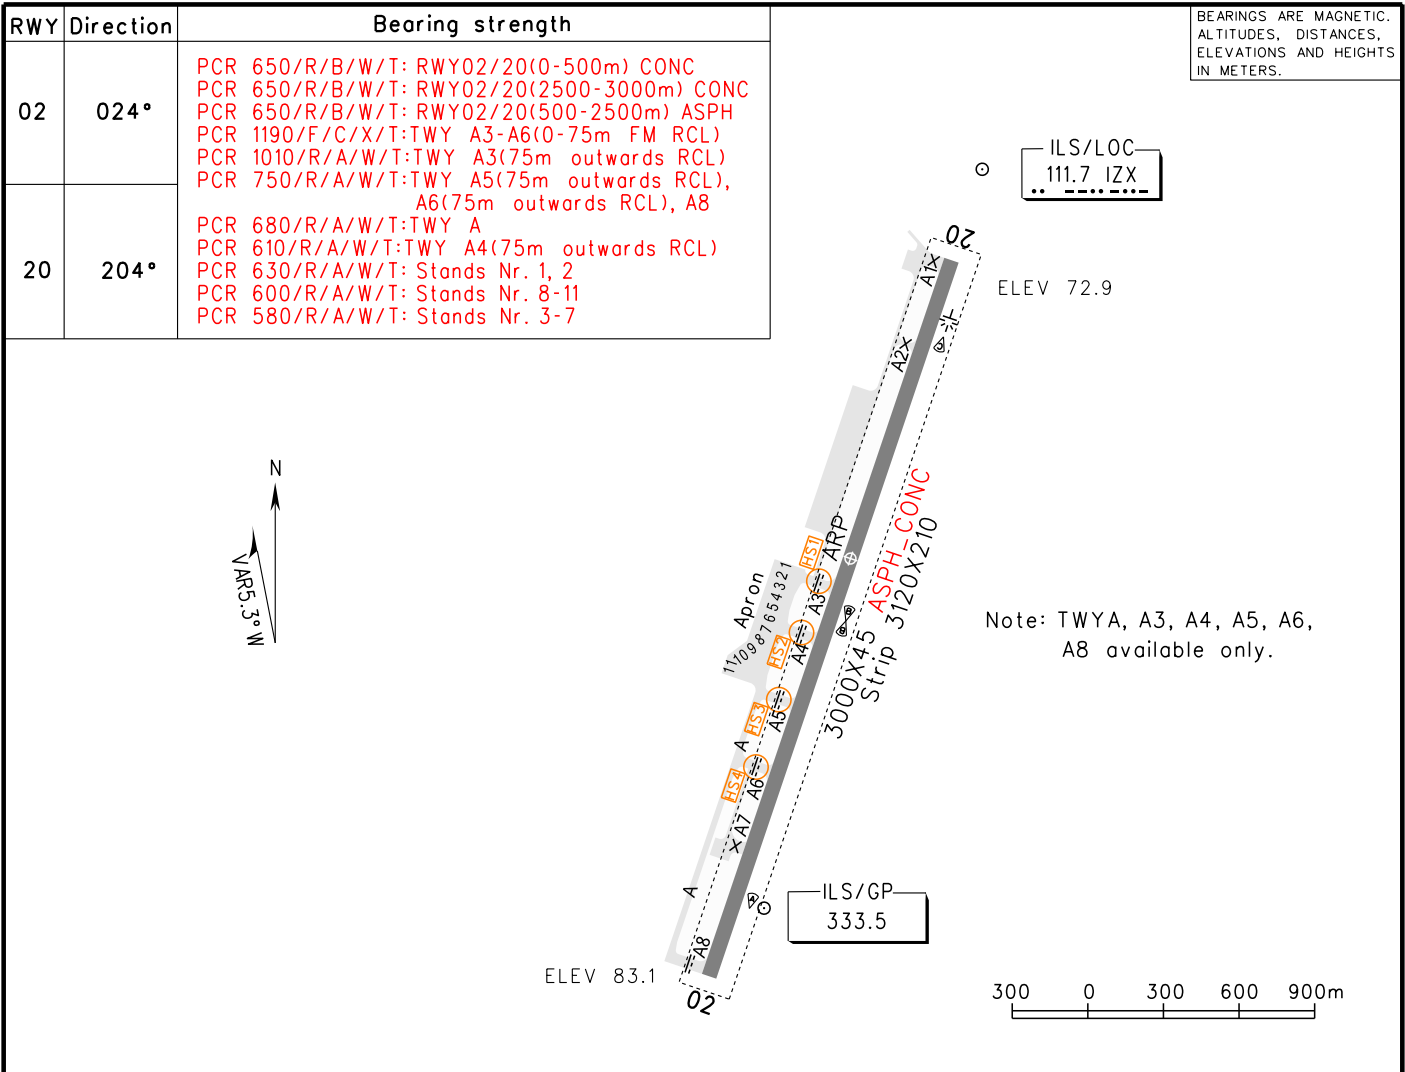 RWY Direction Bearing strength
02 024°
20 204°
PCR 650/R/B/W/T: RWY02/20(0-500m) CONC
PCR 650/R/B/W/T: RWY02/20(2500-3000m) CONC
PCR 650/R/B/W/T: RWY02/20(500-2500m) ASPH
PCR 1190/F/C/X/T:TWY A3-A6(0-75m FM RCL)
PCR 1010/R/A/W/T:TWY A3(75m outwards RCL)
PCR 750/R/A/W/T:TWY A5(75m outwards RCL),
A6(75m outwards RCL), A8
PCR 680/R/A/W/T:TWY A
PCR 610/R/A/W/T:TWY A4(75m outwards RCL)
PCR 630/R/A/W/T: Stands Nr. 1, 2
PCR 600/R/A/W/T: Stands Nr. 8-11
PCR 580/R/A/W/T: Stands Nr. 3-7
BEARINGS ARE MAGNETIC.
ALTITUDES, DISTANCES,
ELEVATIONS AND HEIGHTS
IN METERS.
ILS/LOC
111.7 IZX
20
A1X
ELEV 72.9
C
A2X
N
VAR5.3°W
ASPH-CONC
3000X45
Strip 3120X210
ARP
HS1
A3
Apron
1 2 3 4 5 6 7 8 9 10 11
B
B
HS2
A4
Note: TWYA, A3, A4, A5, A6,
A8 available only.
HS3
A5
A
HS4
A6
XA7
A
A
ILS/GP
333.5
A8
ELEV 83.1
02
300 0 300 600 900m